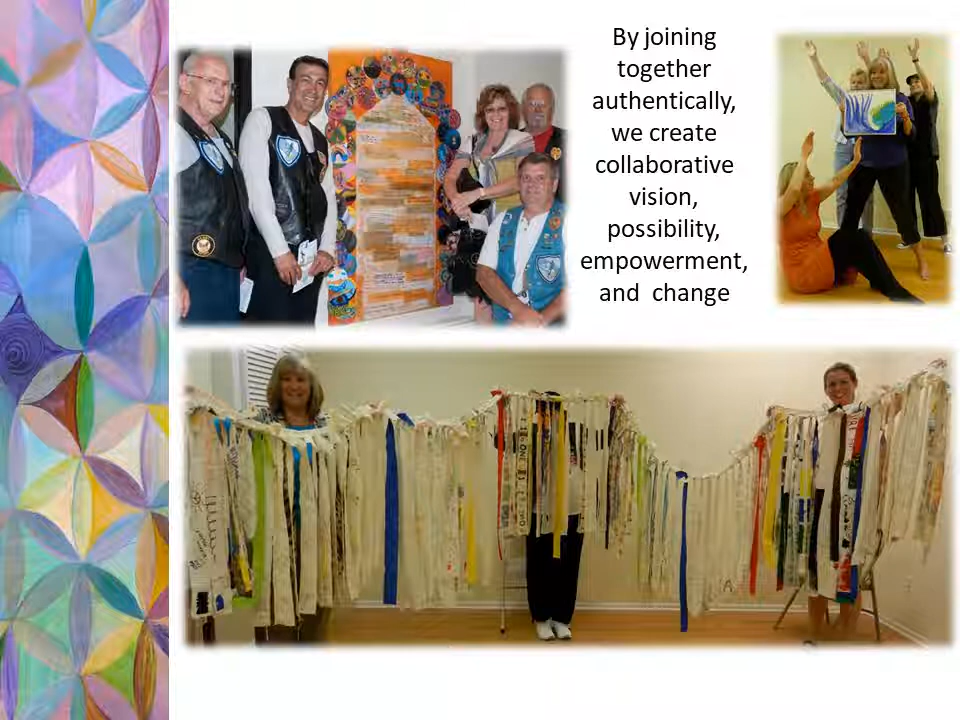 By joining
together
authentically,
we create
collaborative
vision,
possibility,
empowerment,
and change